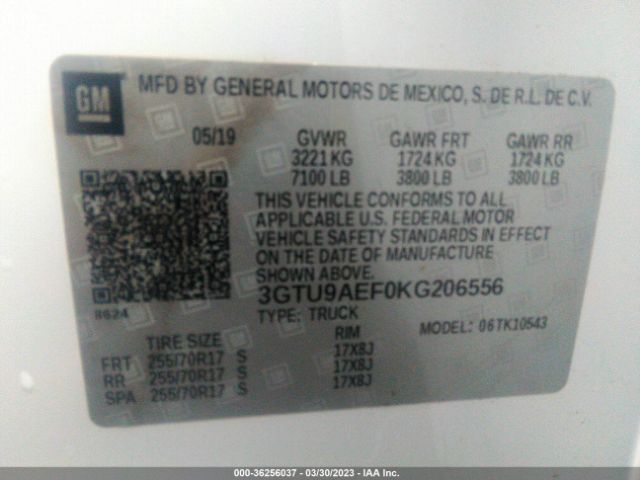 GM
MFD BY GENERAL MOTORS DE MEXICO, S. DE R.L. DE C.V.
05/19 GVWR GAWR FRT GAWR RR
3221 KG 1724 KG 1724 KG
7100 LB 3800 LB 3800 LB
THIS VEHICLE CONFORMS TO ALL
APPLICABLE U.S. FEDERAL MOTOR
VEHICLE SAFETY STANDARDS IN EFFECT
ON THE DATE OF MANUFACTURE
SHOWN ABOVE.
8624 3GTU9AEF0KG206556
TYPE: TRUCK MODEL: 06TK10543
TIRE SIZE RIM
FRT 255/70R17 S 17X8J
RR 255/70R17 S 17X8J
SPA 255/70R17 S 17X8J
000-36256037 - 03/30/2023 - IAA Inc.